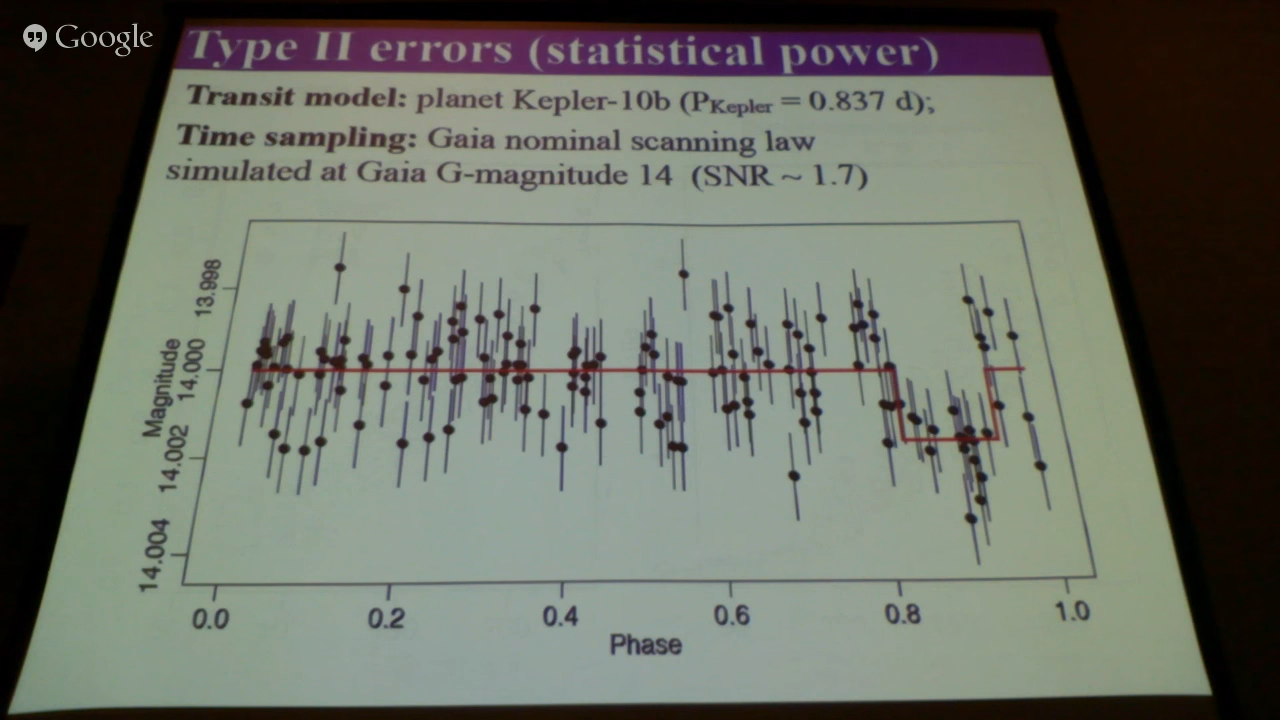 Google
Type II errors (statistical power)
Transit model: planet Kepler-10b (PKepler = 0.837 d);
Time sampling: Gaia nominal scanning law
simulated at Gaia G-magnitude 14 (SNR ~ 1.7)
13.998
14.000
14.002
14.004
Magnitude
0.0 0.2 0.4 0.6 0.8 1.0
Phase